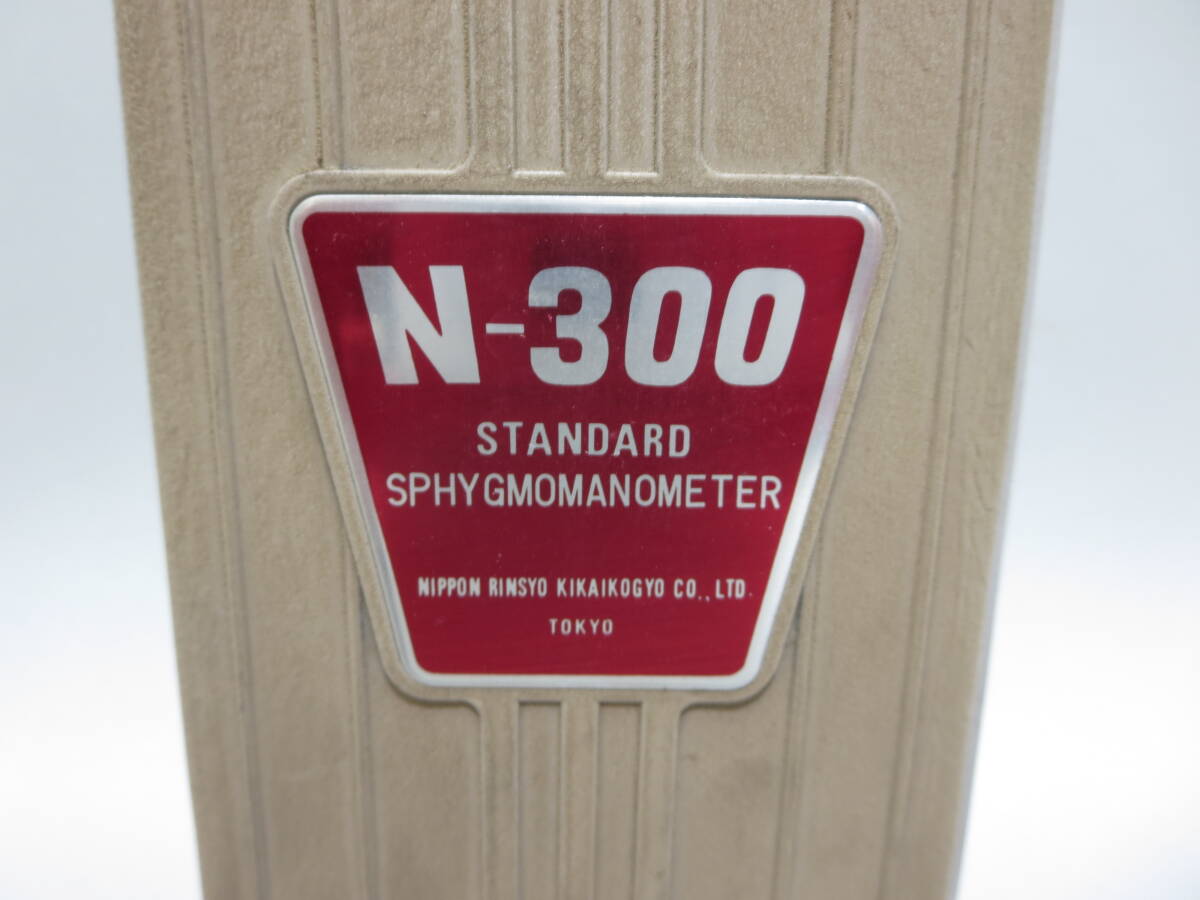 N-300
STANDARD
SPHYGMOMANOMETER
NIPPON RINSYO KIKAIKOGYO CO., LTD.
TOKYO